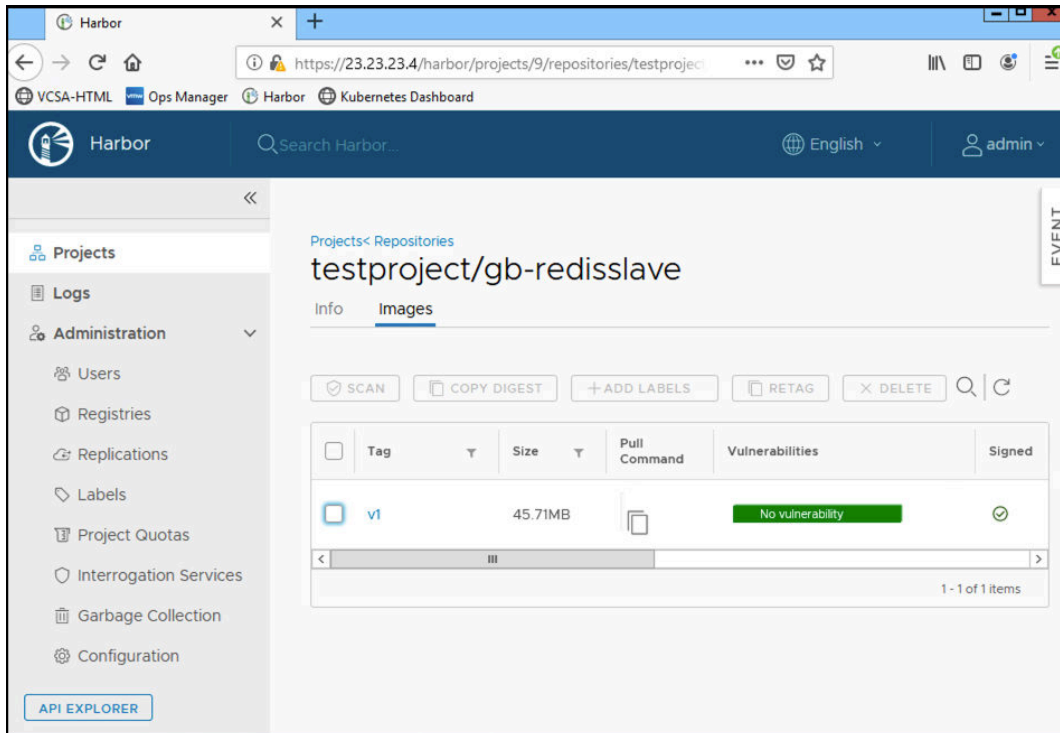 Harbor
https://23.23.23.4/harbor/projects/9/repositories/testprojec
VCSA-HTML Ops Manager Harbor Kubernetes Dashboard
Harbor Search Harbor... English admin
EVENT
Projects
Logs
Administration
Users
Registries
Replications
Labels
Project Quotas
Interrogation Services
Garbage Collection
Configuration
API EXPLORER
Projects< Repositories
testproject/gb-redisslave
Info Images
SCAN COPY DIGEST +ADD LABELS RETAG X DELETE
Tag Size Pull Command Vulnerabilities Signed
v1 45.71MB No vulnerability
1 - 1 of 1 items